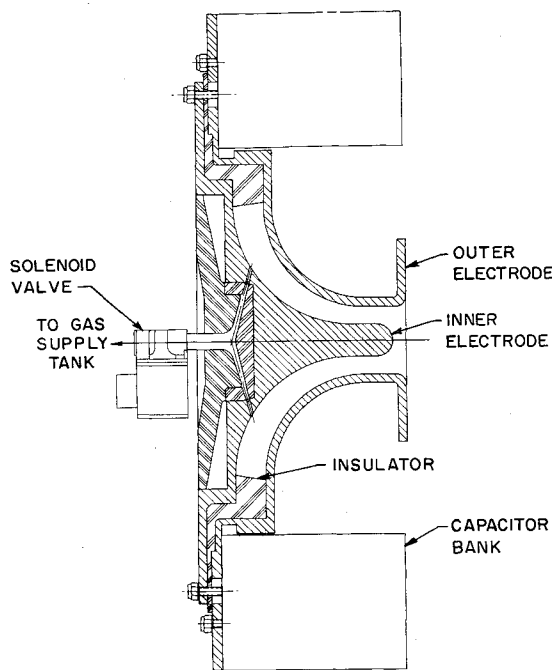 OUTER
ELECTRODE
SOLENOID
VALVE
TO GAS
SUPPLY
TANK
INNER
ELECTRODE
INSULATOR
CAPACITOR
BANK